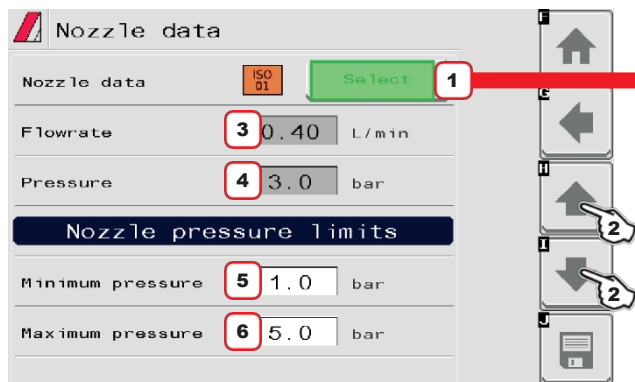 Nozzle data
F
Nozzle data ISO 01 Select 1
G
Flowrate 3 0.40 L/min
Pressure 4 3.0 bar
H
2
Nozzle pressure limits
I
Minimum pressure 5 1.0 bar
2
Maximum pressure 6 5.0 bar
J